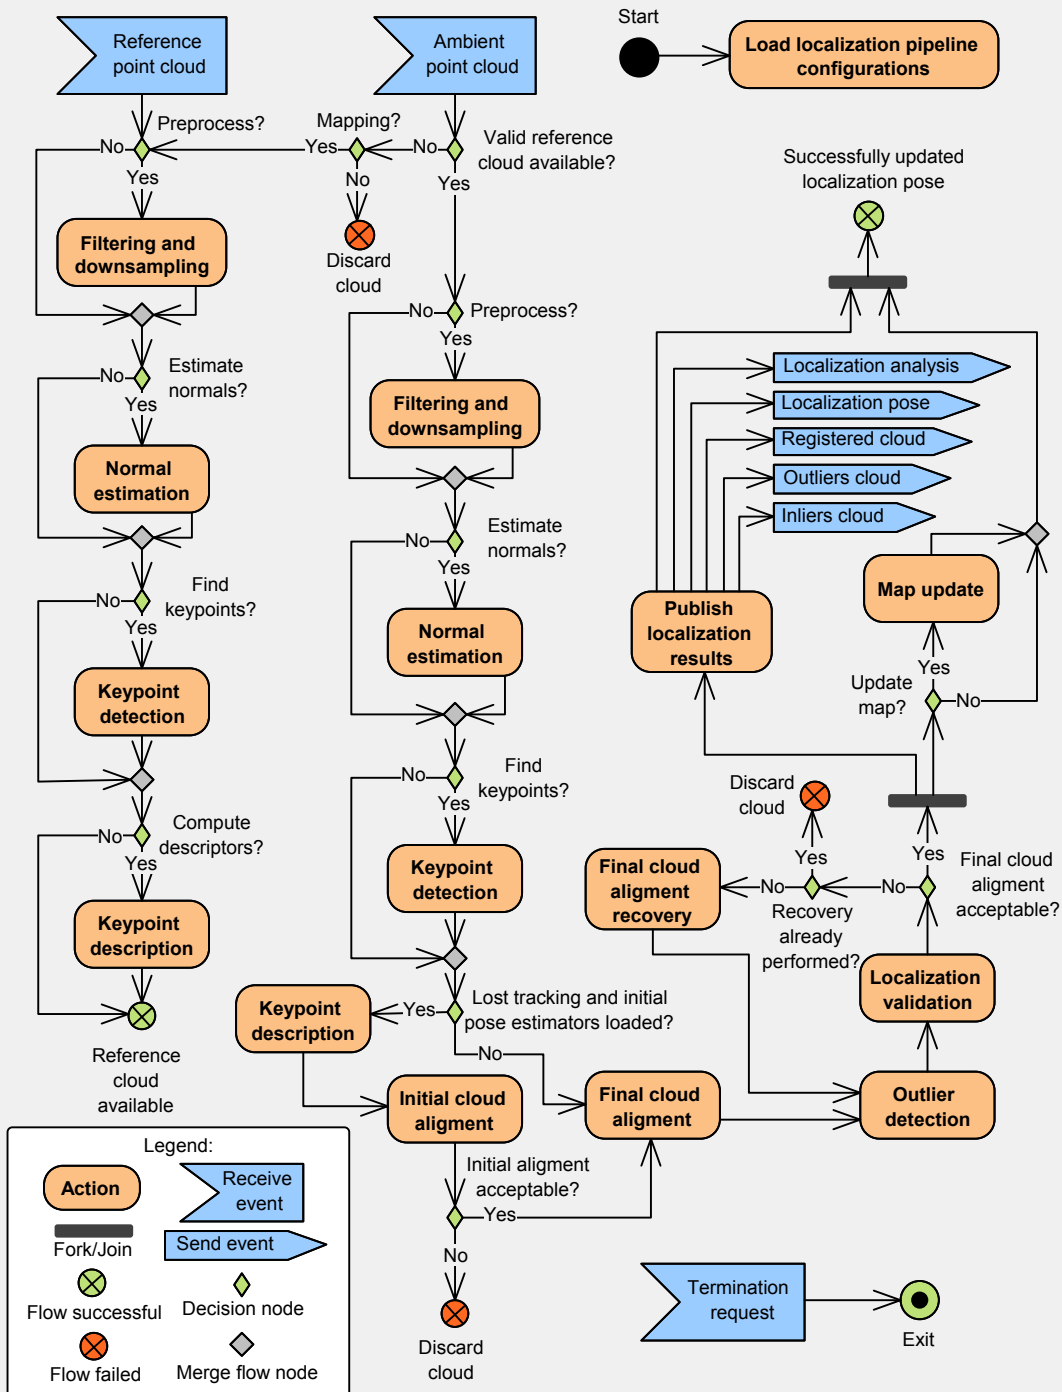 Start
Load localization pipeline
configurations
Reference
point cloud
Ambient
point cloud
Preprocess?
No
Yes
Mapping?
Yes
No
No
Valid reference
cloud available?
Yes
Discard
cloud
Filtering and
downsampling
Estimate
normals?
No
Yes
Normal
estimation
Find
keypoints?
No
Yes
Keypoint
detection
Compute
descriptors?
No
Yes
Keypoint
description
Reference
cloud
available
No
Preprocess?
Yes
Filtering and
downsampling
Estimate
normals?
No
Yes
Normal
estimation
Find
keypoints?
No
Yes
Keypoint
detection
Lost tracking and initial
pose estimators loaded?
Yes
No
Keypoint
description
Initial cloud
aligment
Initial aligment
acceptable?
Yes
No
Discard
cloud
Final cloud
aligment
Outlier
detection
Localization
validation
Final cloud
aligment
acceptable?
Yes
No
Recovery
already
performed?
Yes
No
Discard
cloud
Final cloud
aligment
recovery
Update
map?
Yes
No
Map update
Publish
localization
results
Localization analysis
Localization pose
Registered cloud
Outliers cloud
Inliers cloud
Successfully updated
localization pose
Termination
request
Exit
Legend:
Action
Receive
event
Fork/Join
Send event
Flow successful
Decision node
Flow failed
Merge flow node